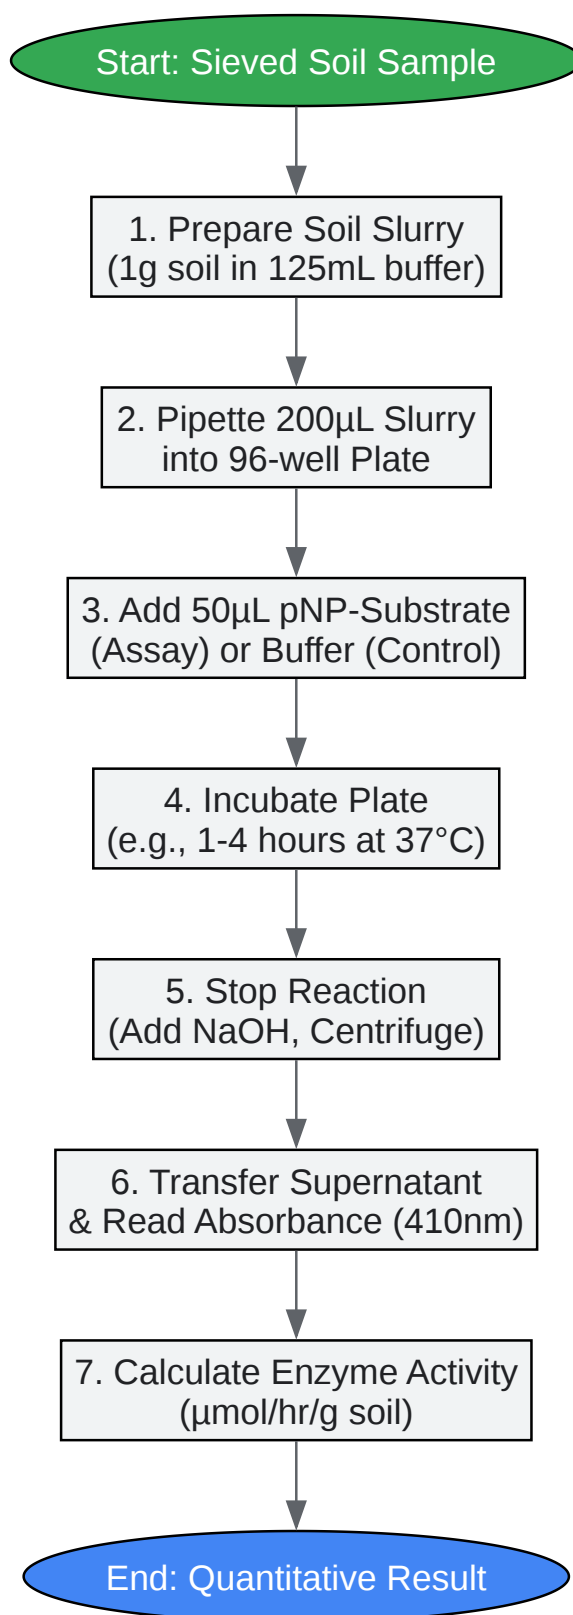 Start: Sieved Soil Sample
1. Prepare Soil Slurry
(1g soil in 125mL buffer)
2. Pipette 200µL Slurry
into 96-well Plate
3. Add 50µL pNP-Substrate
(Assay) or Buffer (Control)
4. Incubate Plate
(e.g., 1-4 hours at 37°C)
5. Stop Reaction
(Add NaOH, Centrifuge)
6. Transfer Supernatant
& Read Absorbance (410nm)
7. Calculate Enzyme Activity
(µmol/hr/g soil)
End: Quantitative Result